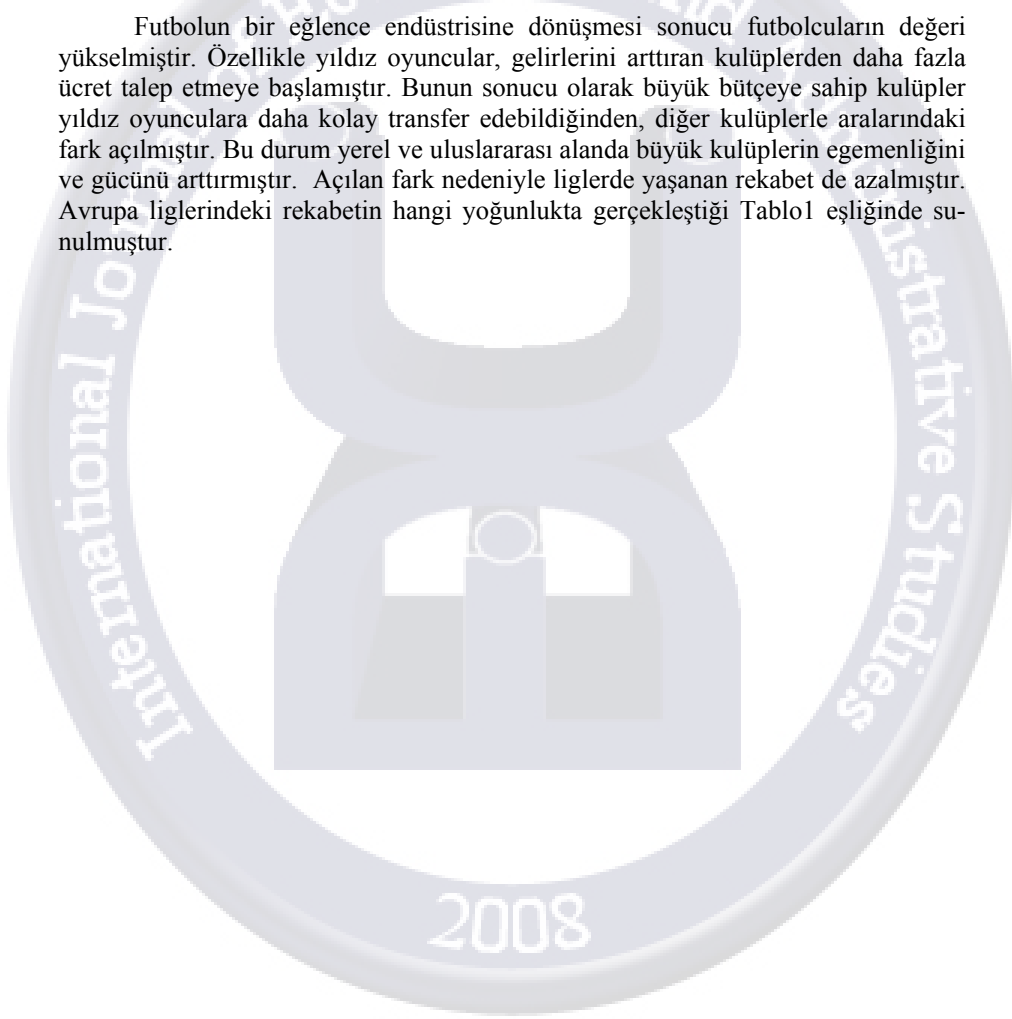 Futbolun bir eğlence endüstrisine dönüşmesi sonucu futbolcuların değeri
yükselmiştir. Özellikle yıldız oyuncular, gelirlerini arttıran kulüplerden daha fazla
ücret talep etmeye başlamıştır. Bunun sonucu olarak büyük bütçeye sahip kulüpler
yıldız oyunculara daha kolay transfer edebildiğinden, diğer kulüplerle aralarındaki
fark açılmıştır. Bu durum yerel ve uluslararası alanda büyük kulüplerin egemenliğini
ve gücünü arttırmıştır. Açılan fark nedeniyle liglerde yaşanan rekabet de azalmıştır.
Avrupa liglerindeki rekabetin hangi yoğunlukta gerçekleştiği Tablo1 eşliğinde su-
nulmuştur.
International Journal of
Studies
2008